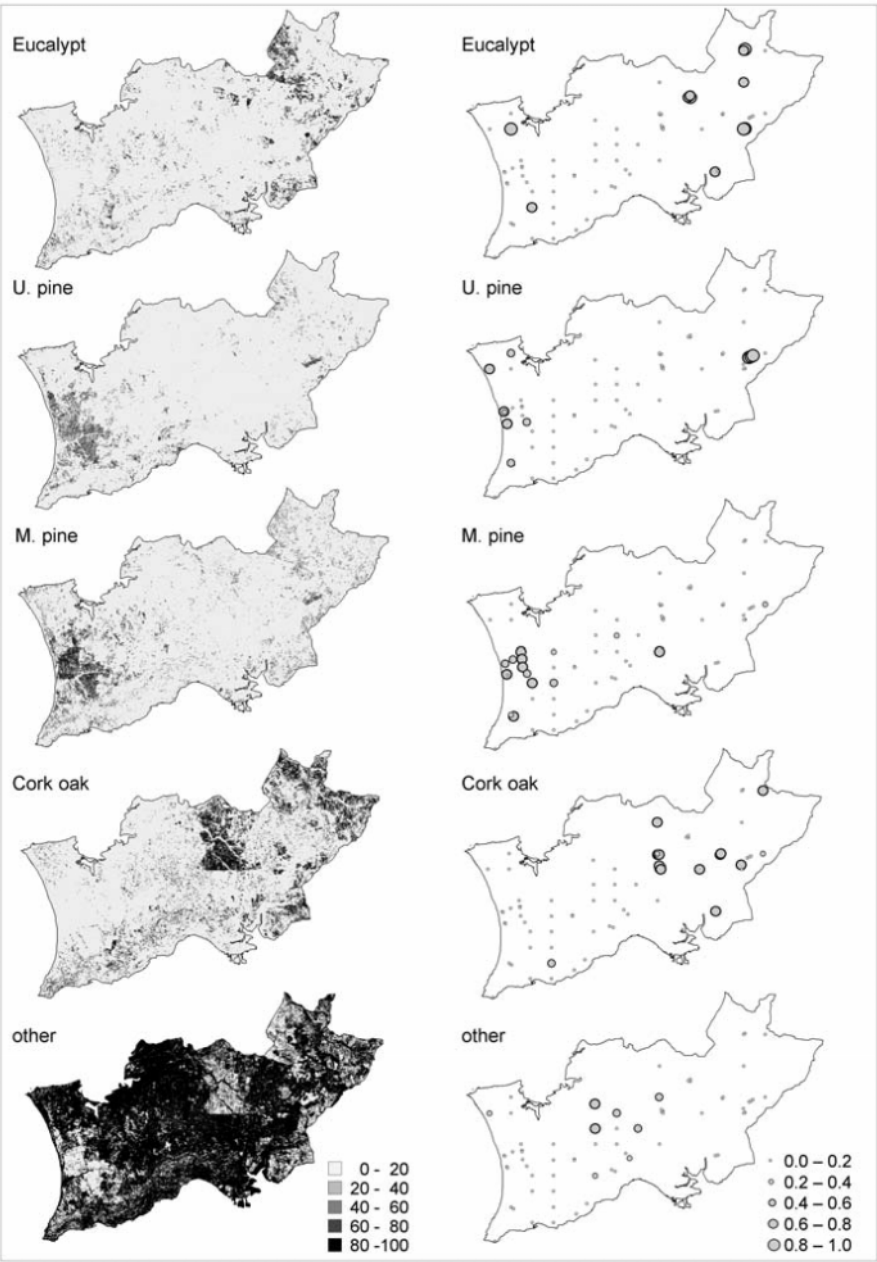 Eucalypt
Eucalypt
U. pine
U. pine
M. pine
M. pine
Cork oak
Cork oak
other
other
0 - 20
20 - 40
40 - 60
60 - 80
80 -100
0.0 – 0.2
0.2 – 0.4
0.4 – 0.6
0.6 – 0.8
0.8 – 1.0